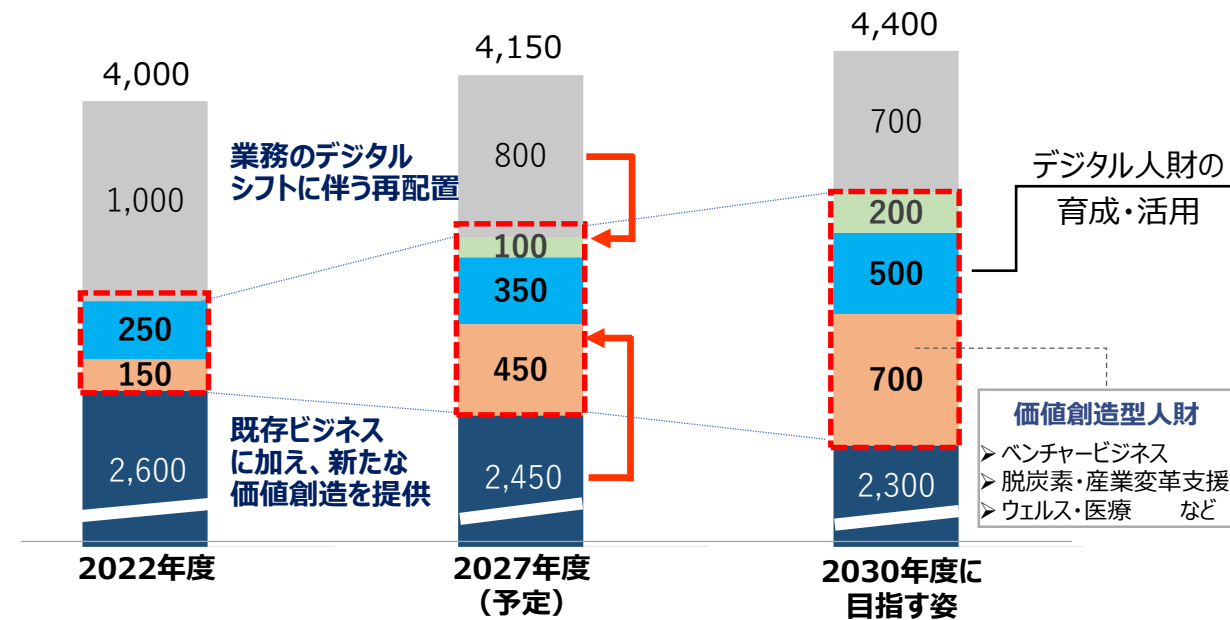 4,000
1,000
250
150
2,600
2022年度
業務のデジタル
シフトに伴う再配置
既存ビジネス
に加え、新たな
価値創造を提供
4,150
800
100
350
450
2,450
2027年度
（予定）
4,400
700
200
500
700
2,300
2030年度に
目指す姿
デジタル人財の
育成・活用
価値創造型人財
➢ ベンチャービジネス
➢ 脱炭素・産業変革支援
➢ ウェルス・医療　　など